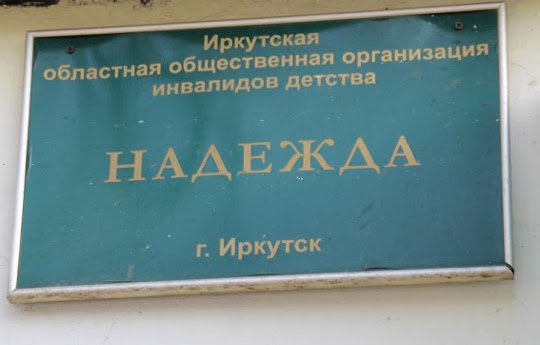 Иркутская
областная общественная организация
инвалидов детства
НАДЕЖДА
г. Иркутск